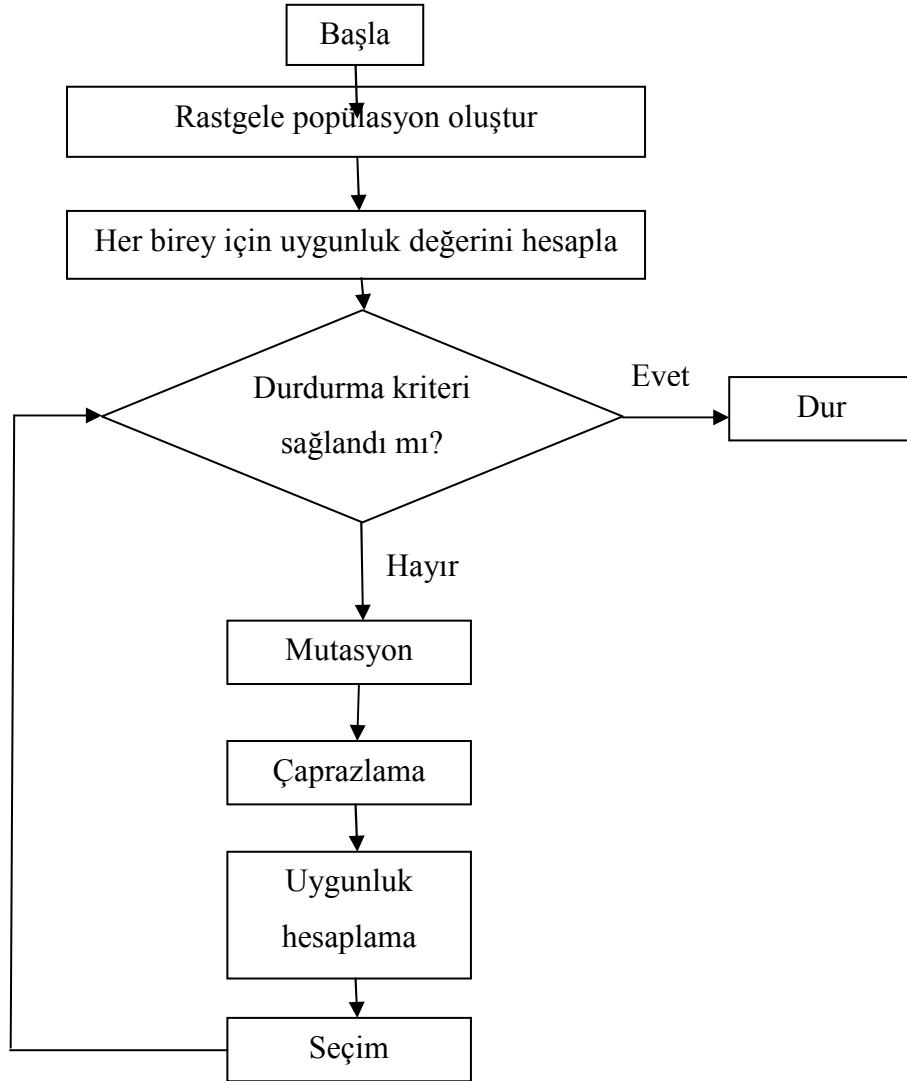 Başla
Rastgele popülasyon oluştur
Her birey için uygunluk değerini hesapla
Durdurma kriteri
sağlandı mı?
Evet
Dur
Hayır
Mutasyon
Çaprazlama
Uygunluk
hesaplama
Seçim